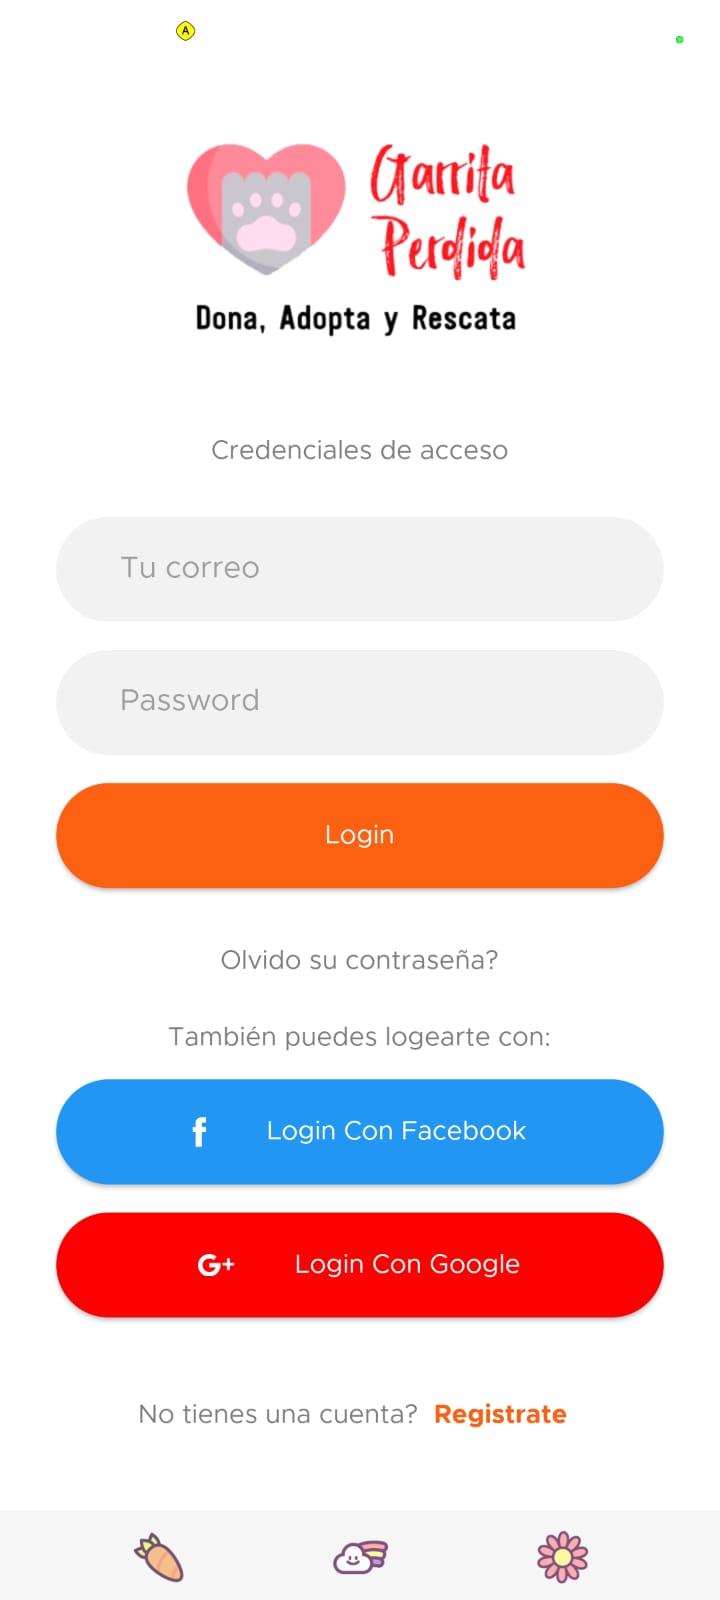 A
Garrita
Perdida
Dona, Adopta y Rescata
Credenciales de acceso
Tu correo
Password
Login
Olvido su contraseña?
También puedes logearte con:
f Login Con Facebook
G+ Login Con Google
No tienes una cuenta? Registrate